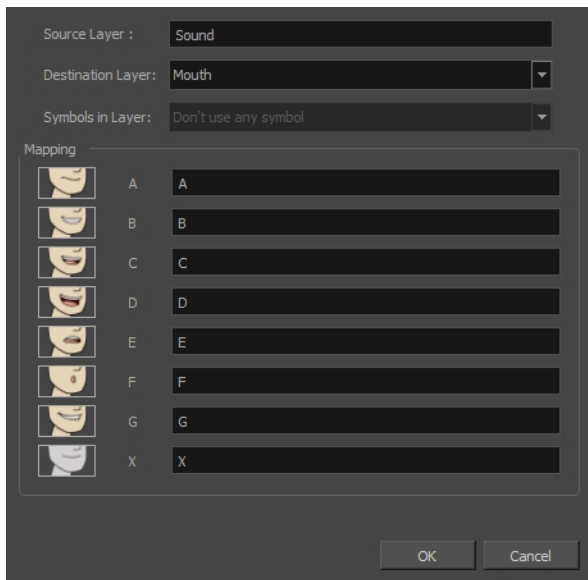 Source Layer : Sound
Destination Layer: Mouth
Symbols in Layer: Don't use any symbol
Mapping
A A
B B
C C
D D
E E
F F
G G
X X
OK Cancel